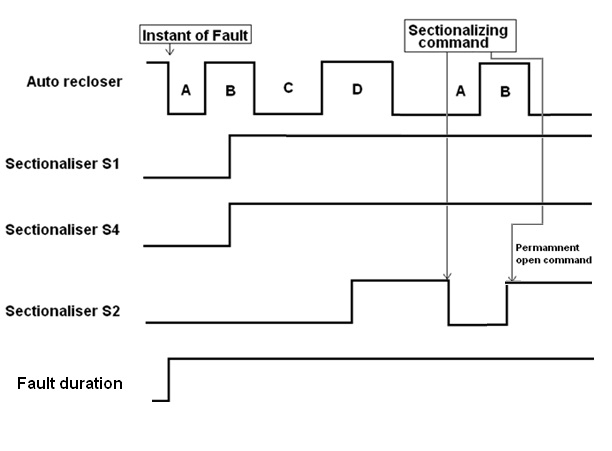 Instant of Fault
Sectionalizing
command
Auto recloser
A
B
C
D
A
B
Sectionaliser S1
Sectionaliser S4
Permamnent
open command
Sectionaliser S2
Fault duration